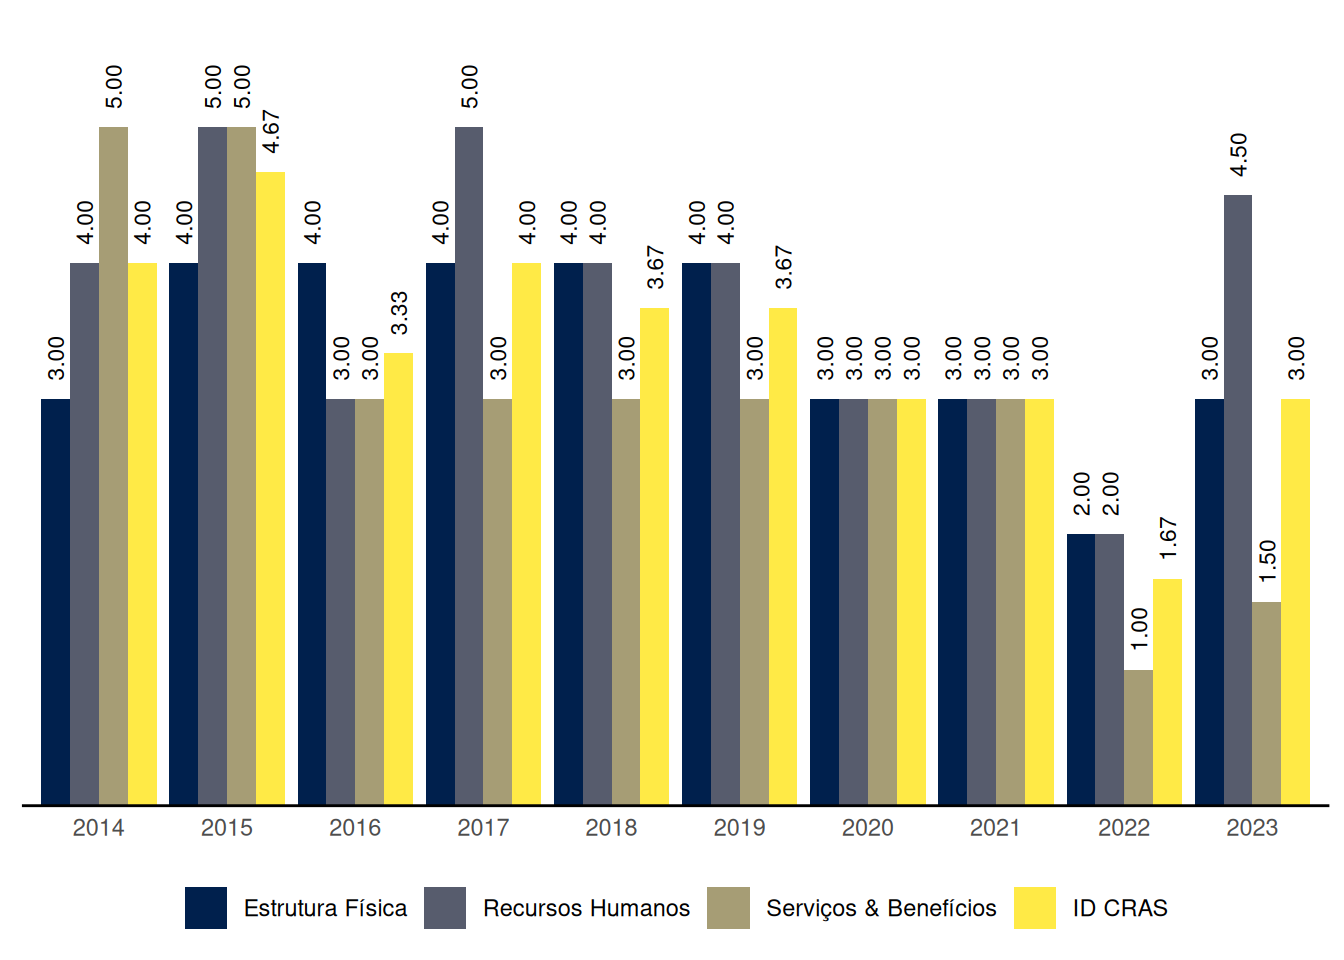 3.00 4.00 5.00 4.00
4.00 5.00 5.00 4.67
4.00 3.00 3.00 3.33
4.00 5.00 3.00 4.00
4.00 4.00 3.00 3.67
4.00 4.00 3.00 3.67
3.00 3.00 3.00 3.00
3.00 3.00 3.00 3.00
2.00 2.00 1.00 1.67
3.00 4.50 1.50 3.00
2014 2015 2016 2017 2018 2019 2020 2021 2022 2023
Estrutura Física Recursos Humanos Serviços & Benefícios ID CRAS